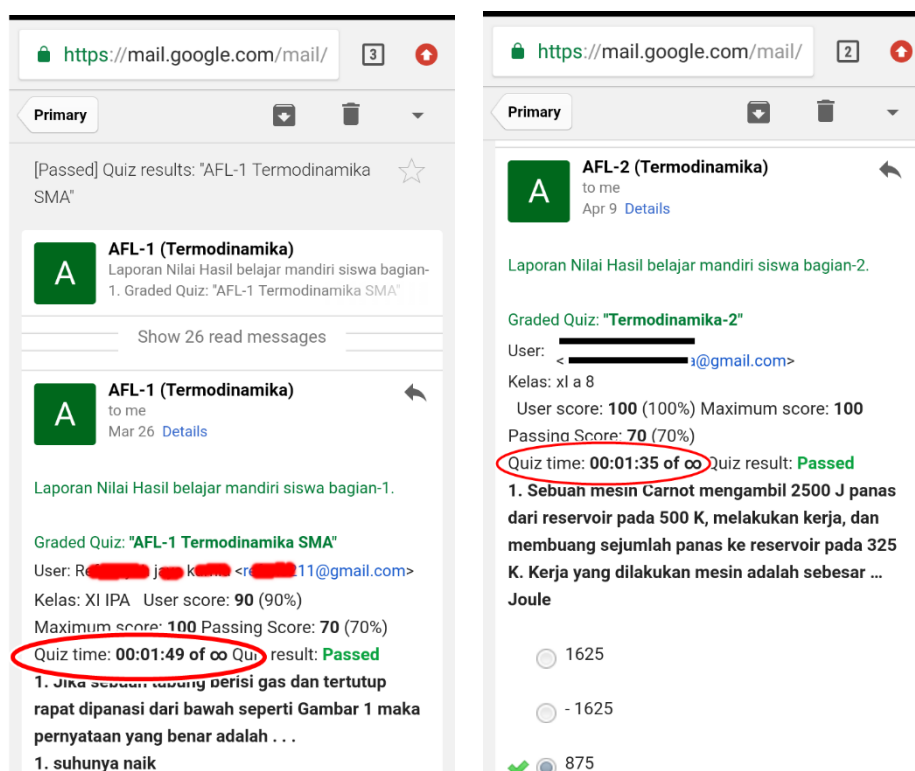 https://mail.google.com/mail/
3
Primary
[Passed] Quiz results: "AFL-1 Termodinamika
SMA"
A
AFL-1 (Termodinamika)
Laporan Nilai Hasil belajar mandiri siswa bagian-
1. Graded Quiz: "AFL-1 Termodinamika SMA"
Show 26 read messages
A
AFL-1 (Termodinamika)
to me
Mar 26 Details
Laporan Nilai Hasil belajar mandiri siswa bagian-1.
Graded Quiz: "AFL-1 Termodinamika SMA"
User: 11@gmail.com>
Kelas: XI IPA User score: 90 (90%)
Maximum score: 100 Passing Score: 70 (70%)
Quiz time: 00:01:49 of ∞ Quiz result: Passed
1. Jika sebuah tabung berisi gas dan tertutup
rapat dipanasi dari bawah seperti Gambar 1 maka
pernyataan yang benar adalah . . .
1. suhunya naik
https://mail.google.com/mail/
2
Primary
A
AFL-2 (Termodinamika)
to me
Apr 9 Details
Laporan Nilai Hasil belajar mandiri siswa bagian-2.
Graded Quiz: "Termodinamika-2"
User:
< a@gmail.com>
Kelas: xI a 8
User score: 100 (100%) Maximum score: 100
Passing Score: 70 (70%)
Quiz time: 00:01:35 of ∞ Quiz result: Passed
1. Sebuah mesin Carnot mengambil 2500 J panas
dari reservoir pada 500 K, melakukan kerja, dan
membuang sejumlah panas ke reservoir pada 325
K. Kerja yang dilakukan mesin adalah sebesar ...
Joule
1625
- 1625
875